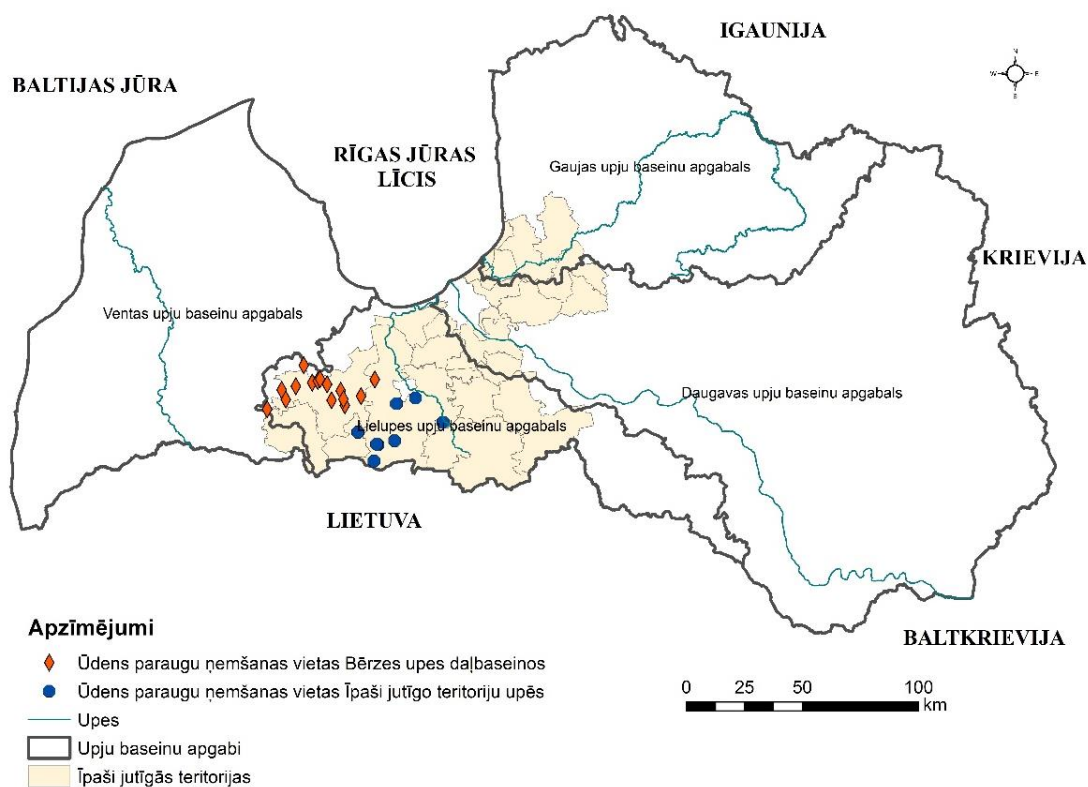 IGAUNIJA
BALTIJAS JŪRA
N
W
E
S
RĪGAS JŪRAS
LĪCIS
Gaujas upju baseinu apgabals
KRIEVIJA
Ventas upju baseinu apgabals
Daugavas upju baseinu apgabals
Lielupes upju baseinu apgabals
LIETUVA
BALTKRIEVIJA
Apzīmējumi
Ūdens paraugu ņemšanas vietas Bērzes upes daļbaseinos
Ūdens paraugu ņemšanas vietas Īpaši jutīgo teritoriju upēs
Upes
Upju baseinu apgabi
Īpaši jutīgās teritorijas
0 25 50 100
km